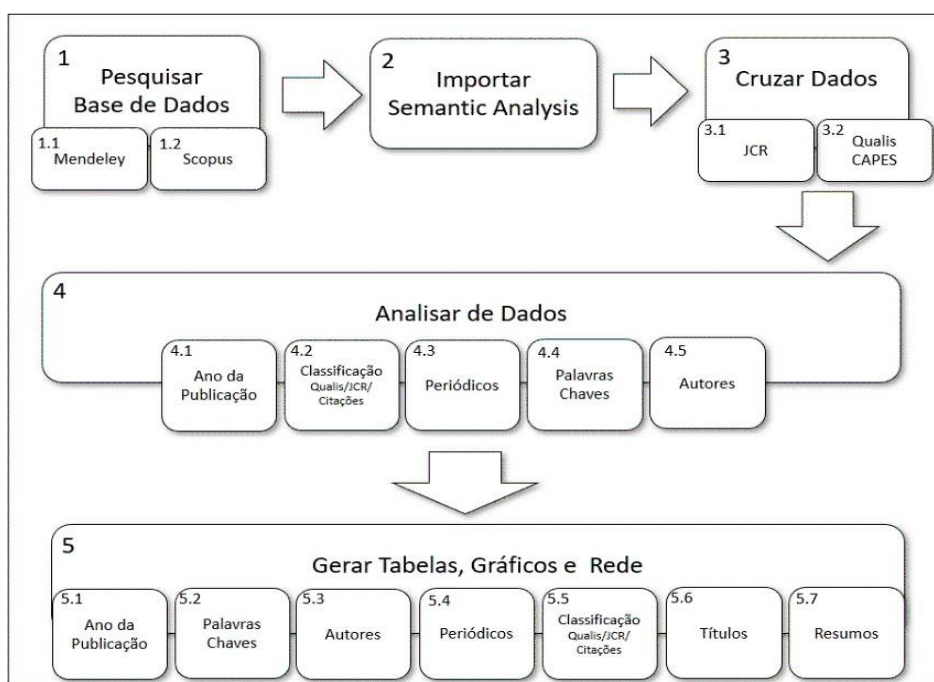 1
Pesquisar
Base de Dados
1.1
Mendeley
1.2
Scopus
2
Importar
Semantic Analysis
3
Cruzar Dados
3.1
JCR
3.2
Qualis
CAPES
4
Analisar de Dados
4.1
Ano da
Publicação
4.2
Classificação
Qualis/JCR/
Citações
4.3
Periódicos
4.4
Palavras
Chaves
4.5
Autores
5
Gerar Tabelas, Gráficos e Rede
5.1
Ano da
Publicação
5.2
Palavras
Chaves
5.3
Autores
5.4
Periódicos
5.5
Classificação
Qualis/JCR/
Citações
5.6
Títulos
5.7
Resumos